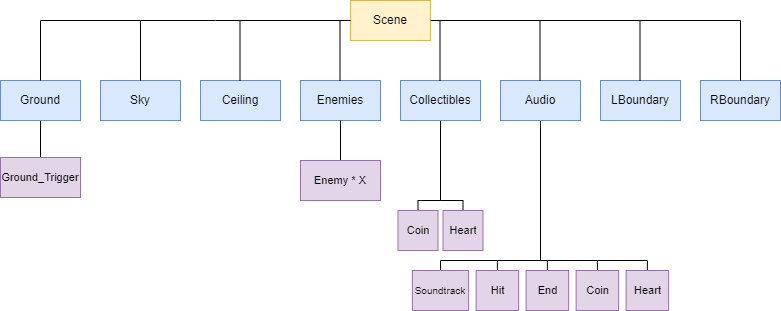 Scene
Ground
Sky
Ceiling
Enemies
Collectibles
Audio
LBoundary
RBoundary
Ground_Trigger
Enemy * X
Coin
Heart
Soundtrack
Hit
End
Coin
Heart